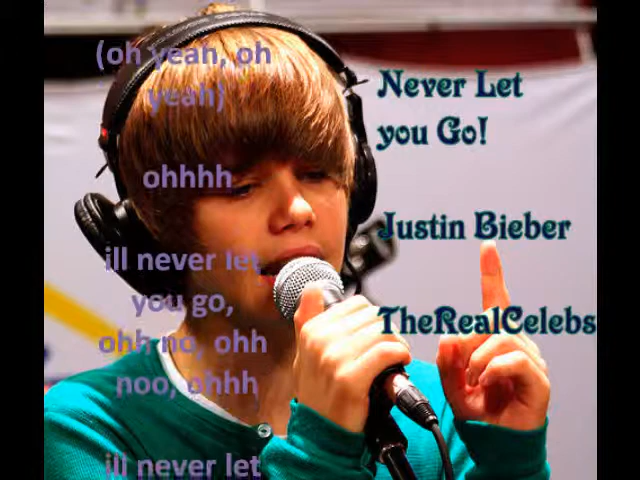 (oh yeah, oh
yeah)
ohhhh
ill never let
you go,
ohh no, ohh
noo, ohhh
ill never let
Never Let
you Go!
Justin Bieber
TheRealCelebs